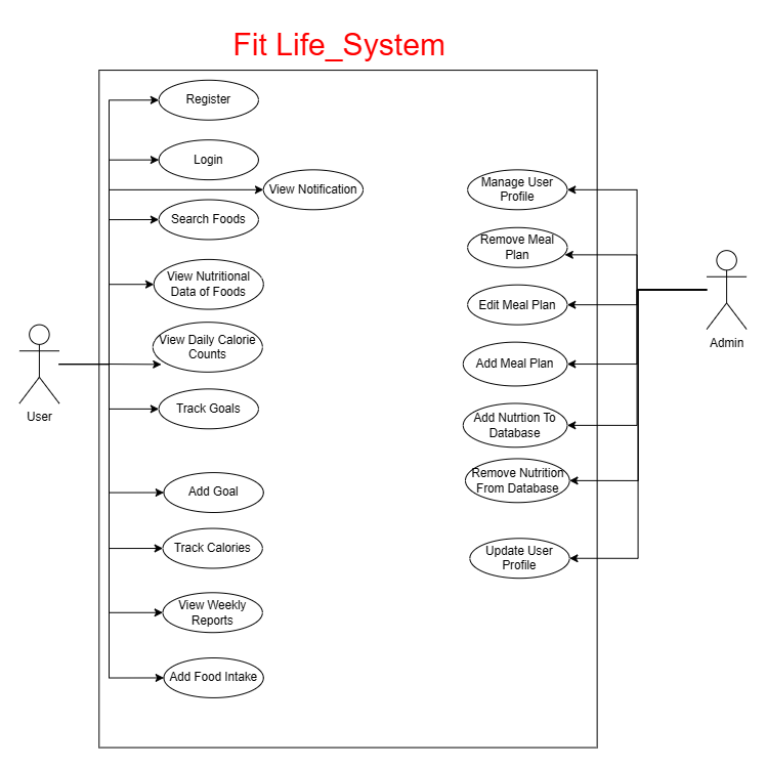 Fit Life_System
Register
Login
View Notification
Search Foods
View Nutritional
Data of Foods
View Daily Calorie
Counts
Track Goals
Add Goal
Track Calories
View Weekly
Reports
Add Food Intake
User
Manage User
Profile
Remove Meal
Plan
Edit Meal Plan
Add Meal Plan
Add Nutrtion To
Database
Remove Nutrition
From Database
Update User
Profile
Admin